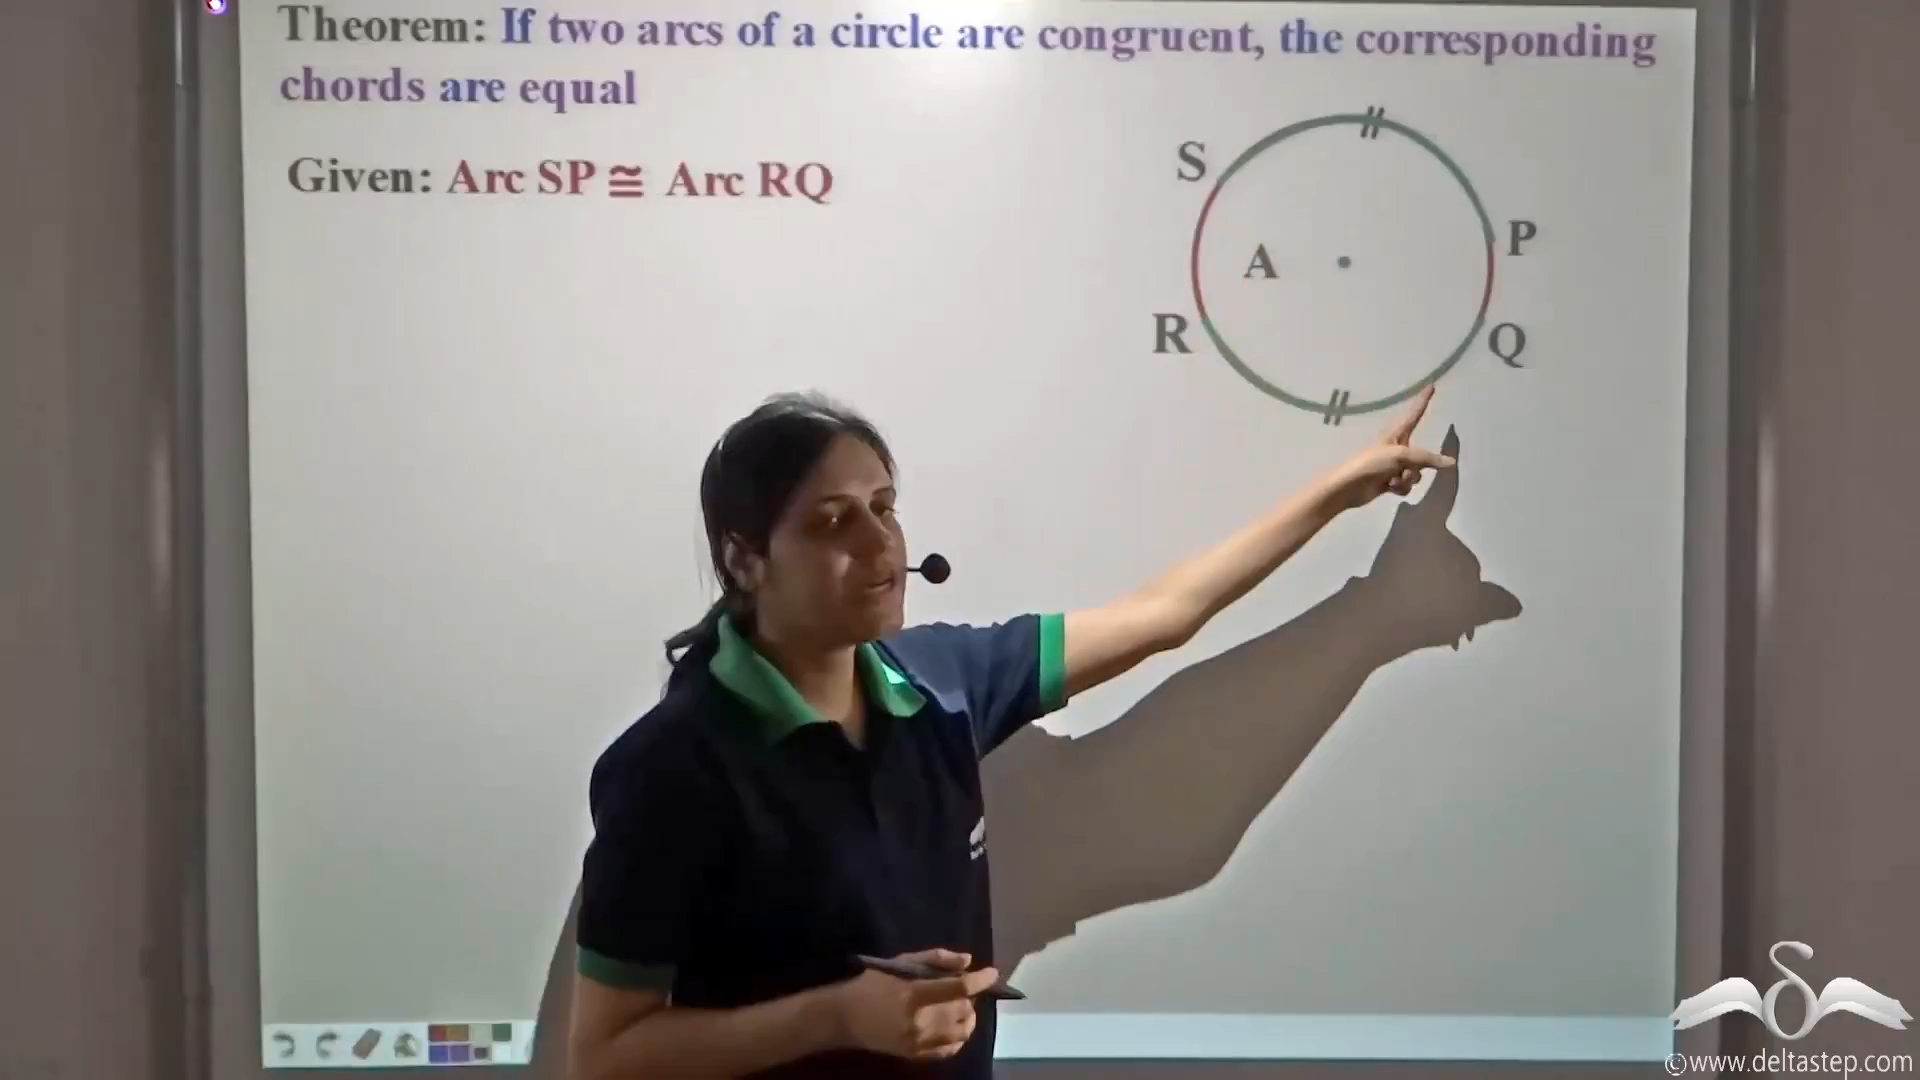 Theorem: If two arcs of a circle are congruent, the corresponding
chords are equal
Given: Arc SP ≅ Arc RQ
S
P
A
R
Q
©www.deltastep.com